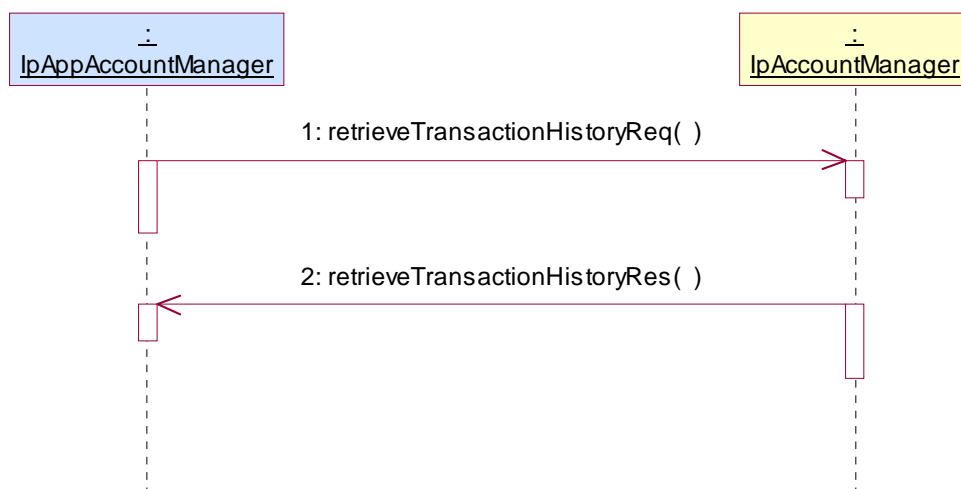 :
IpAppAccountManager
:
IpAccountManager
1: retrieveTransactionHistoryReq( )
2: retrieveTransactionHistoryRes( )